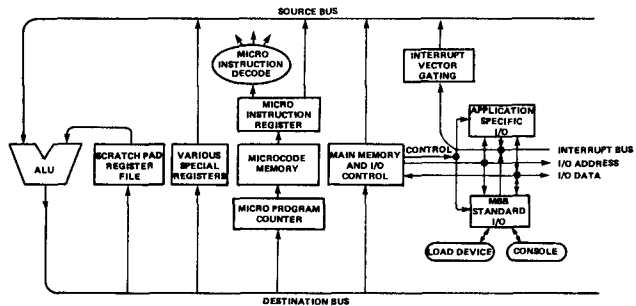 SOURCE BUS
MICRO
INSTRUCTION
DECODE
INTERRUPT
VECTOR
GATING
MICRO
INSTRUCTION
REGISTER
APPLICATION
SPECIFIC
I/O
ALU
SCRATCH PAD
REGISTER
FILE
VARIOUS
SPECIAL
REGISTERS
MICROCODE
MEMORY
MAIN MEMORY
AND I/O
CONTROL
CONTROL
INTERRUPT BUS
I/O ADDRESS
I/O DATA
MICRO PROGRAM
COUNTER
MBB
STANDARD
I/O
LOAD DEVICE
CONSOLE
DESTINATION BUS